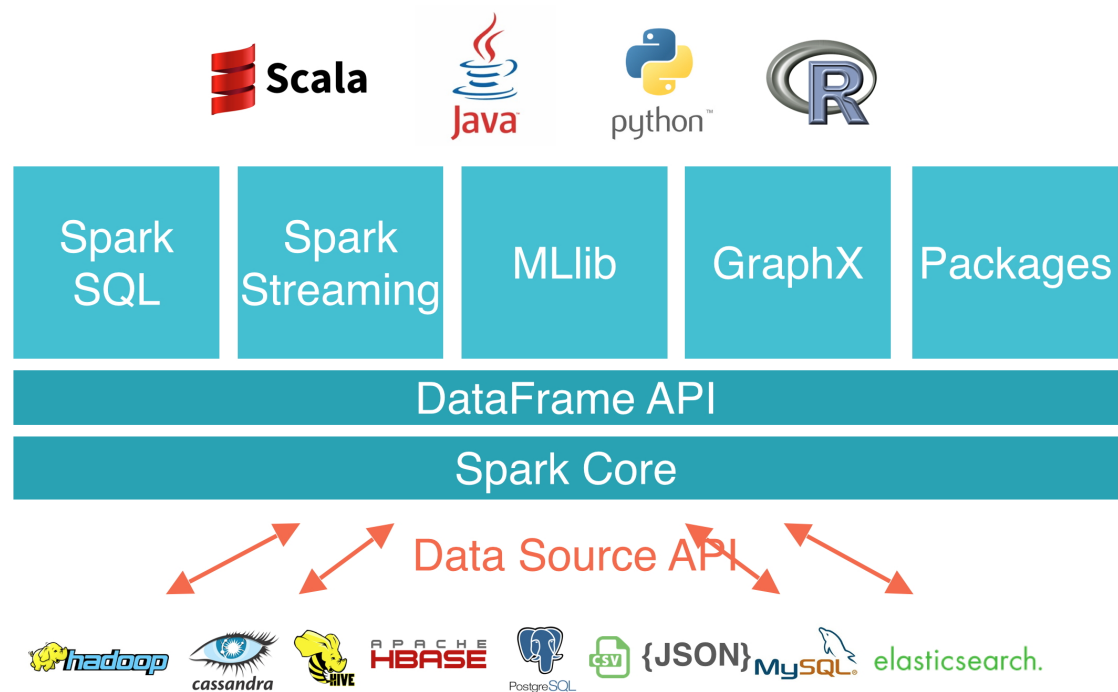 Scala
Java
python™
R
Spark
SQL
Spark
Streaming
MLlib
GraphX
Packages
DataFrame API
Spark Core
Data Source API
hadoop
cassandra
HIVE
APACHE
HBASE
PostgreSQL
CSV
{JSON}
MySQL®
elasticsearch.